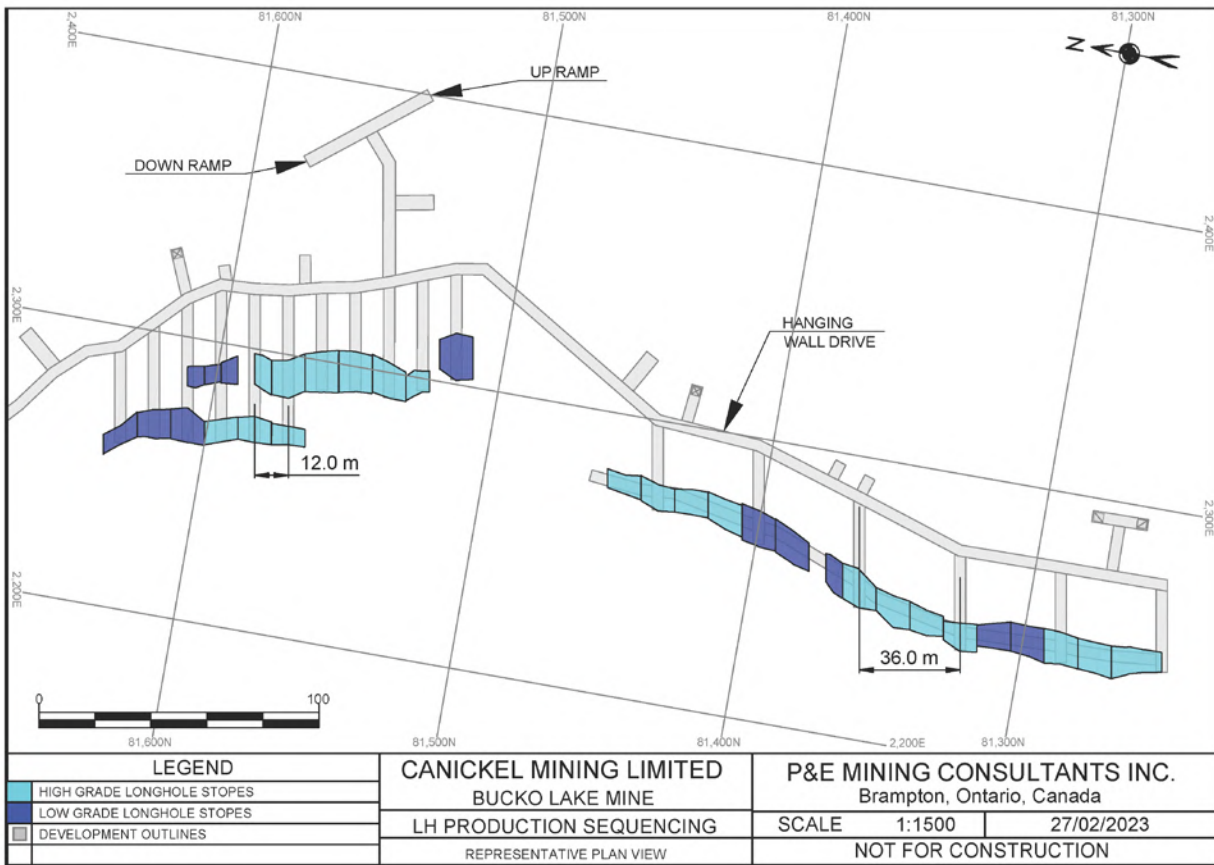 81,600N
81,500N
81,400N
81,300N
2,400E
N
UP RAMP
DOWN RAMP
2,400E
2,300E
HANGING
WALL DRIVE
12.0 m
2,300E
2,200E
36.0 m
0
100
81,600N
81,500N
81,400N
2,200E
81,300N
LEGEND
HIGH GRADE LONGHOLE STOPES
LOW GRADE LONGHOLE STOPES
DEVELOPMENT OUTLINES
CANICKEL MINING LIMITED
BUCKO LAKE MINE
LH PRODUCTION SEQUENCING
REPRESENTATIVE PLAN VIEW
P&E MINING CONSULTANTS INC.
Brampton, Ontario, Canada
SCALE 1:1500 27/02/2023
NOT FOR CONSTRUCTION